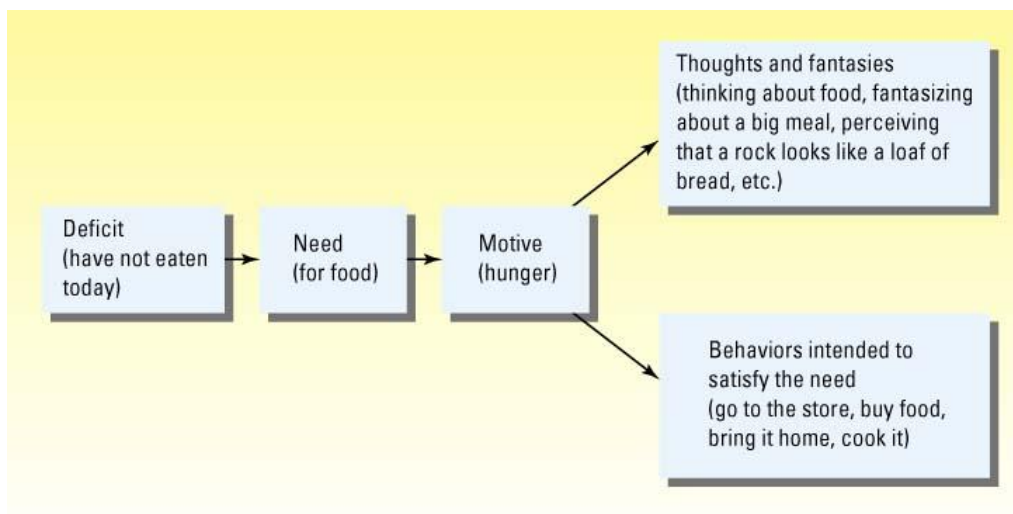 Deficit
(have not eaten
today)
Need
(for food)
Motive
(hunger)
Thoughts and fantasies
(thinking about food, fantasizing
about a big meal, perceiving
that a rock looks like a loaf of
bread, etc.)
Behaviors intended to
satisfy the need
(go to the store, buy food,
bring it home, cook it)